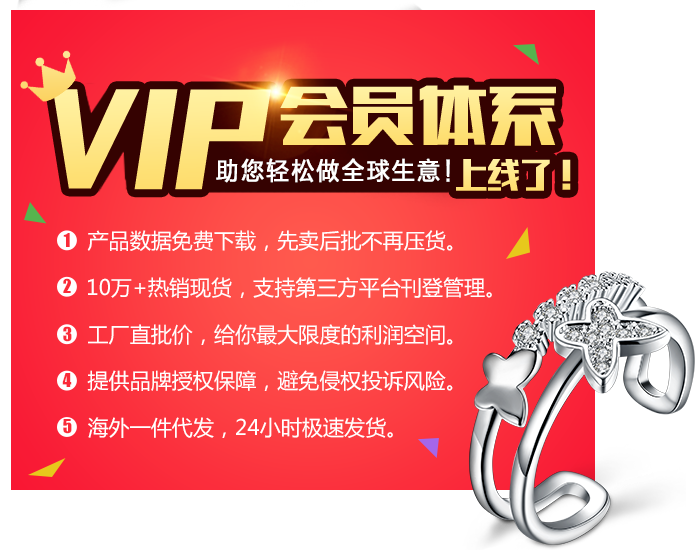 VIP会员体系
助您轻松做全球生意!上线了!
1 产品数据免费下载，先卖后批不再压货。
2 10万+热销现货，支持第三方平台刊登管理。
3 工厂直批价，给你最大限度的利润空间。
4 提供品牌授权保障，避免侵权投诉风险。
5 海外一件代发，24小时极速发货。